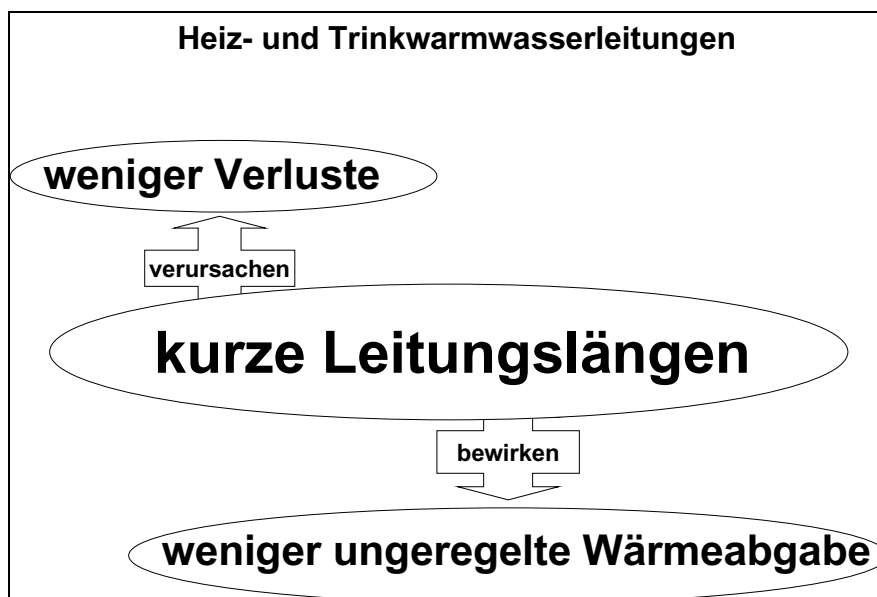 Heiz- und Trinkwarmwasserleitungen
weniger Verluste
verursachen
kurze Leitungslängen
bewirken
weniger ungeregelte Wärmeabgabe